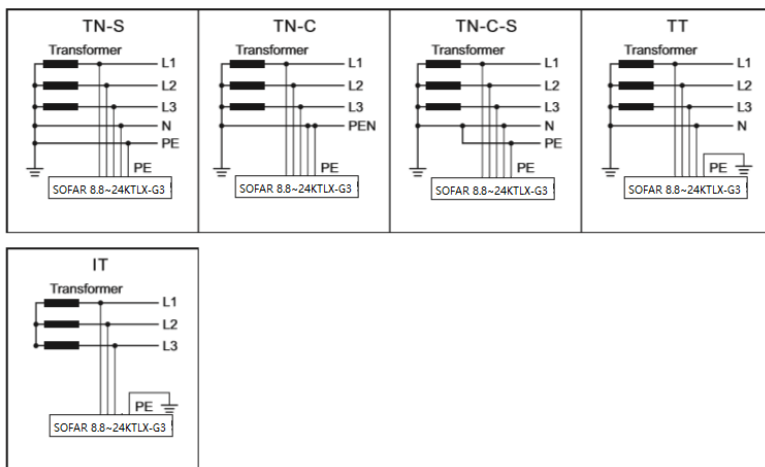 TN-S
Transformer
L1
L2
L3
N
PE
PE
SOFAR 8.8~24KTLX-G3
TN-C
Transformer
L1
L2
L3
PEN
SOFAR 8.8~24KTLX-G3
TN-C-S
Transformer
L1
L2
L3
N
PE
PE
SOFAR 8.8~24KTLX-G3
TT
Transformer
L1
L2
L3
N
PE
SOFAR 8.8~24KTLX-G3
IT
Transformer
L1
L2
L3
PE
SOFAR 8.8~24KTLX-G3